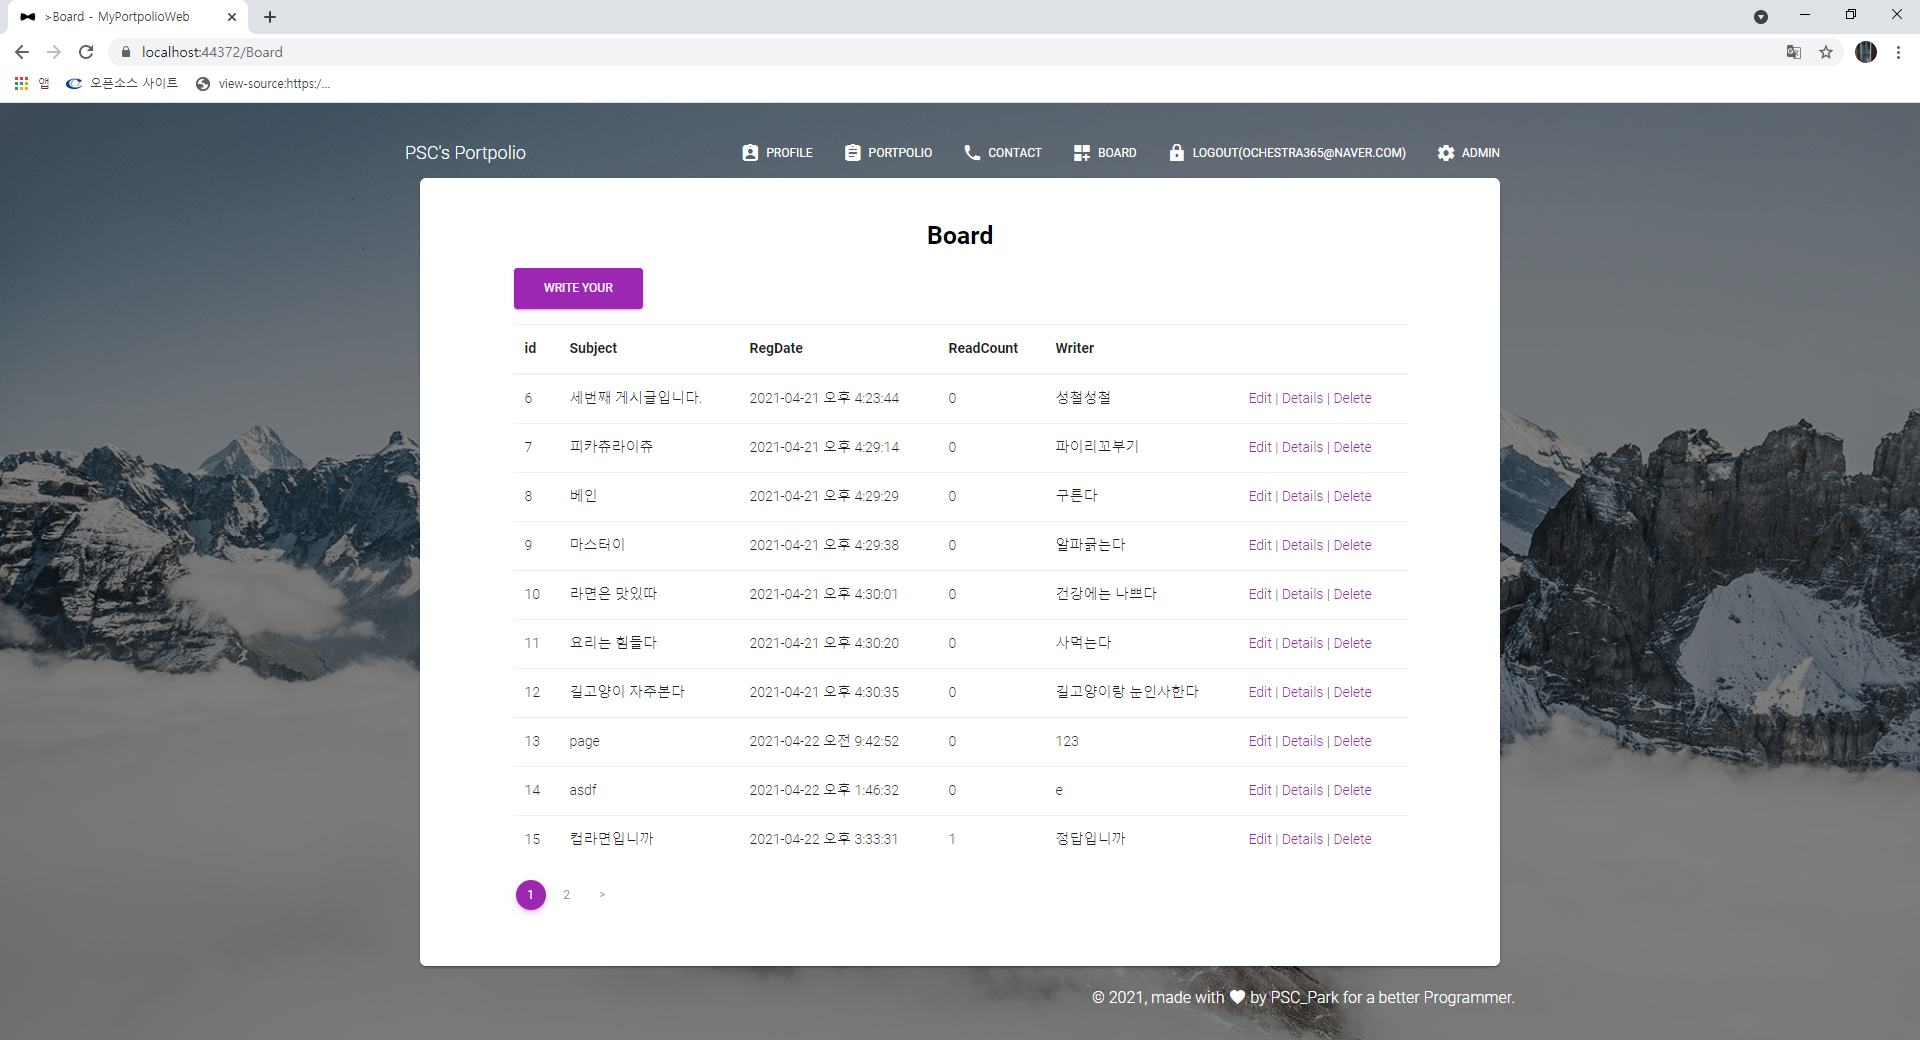 >Board - MyPortpolioWeb
localhost:44372/Board
앱 오픈소스 사이트 view-source:https:/...
PSC's Portpolio PROFILE PORTPOLIO CONTACT BOARD LOGOUT(OCHESTRA365@NAVER.COM) ADMIN
Board
WRITE YOUR
id Subject RegDate ReadCount Writer
6 세번째 게시글입니다. 2021-04-21 오후 4:23:44 0 성철성철 Edit | Details | Delete
7 피카츄라이츄 2021-04-21 오후 4:29:14 0 파이리꼬부기 Edit | Details | Delete
8 베인 2021-04-21 오후 4:29:29 0 구른다 Edit | Details | Delete
9 마스터이 2021-04-21 오후 4:29:38 0 알파긁는다 Edit | Details | Delete
10 라면은 맛있따 2021-04-21 오후 4:30:01 0 건강에는 나쁘다 Edit | Details | Delete
11 요리는 힘들다 2021-04-21 오후 4:30:20 0 사먹는다 Edit | Details | Delete
12 길고양이 자주본다 2021-04-21 오후 4:30:35 0 길고양이랑 눈인사한다 Edit | Details | Delete
13 page 2021-04-22 오전 9:42:52 0 123 Edit | Details | Delete
14 asdf 2021-04-22 오후 1:46:32 0 e Edit | Details | Delete
15 컵라면입니까 2021-04-22 오후 3:33:31 1 정답입니까 Edit | Details | Delete
1 2 >
© 2021, made with ♥ by PSC_Park for a better Programmer.